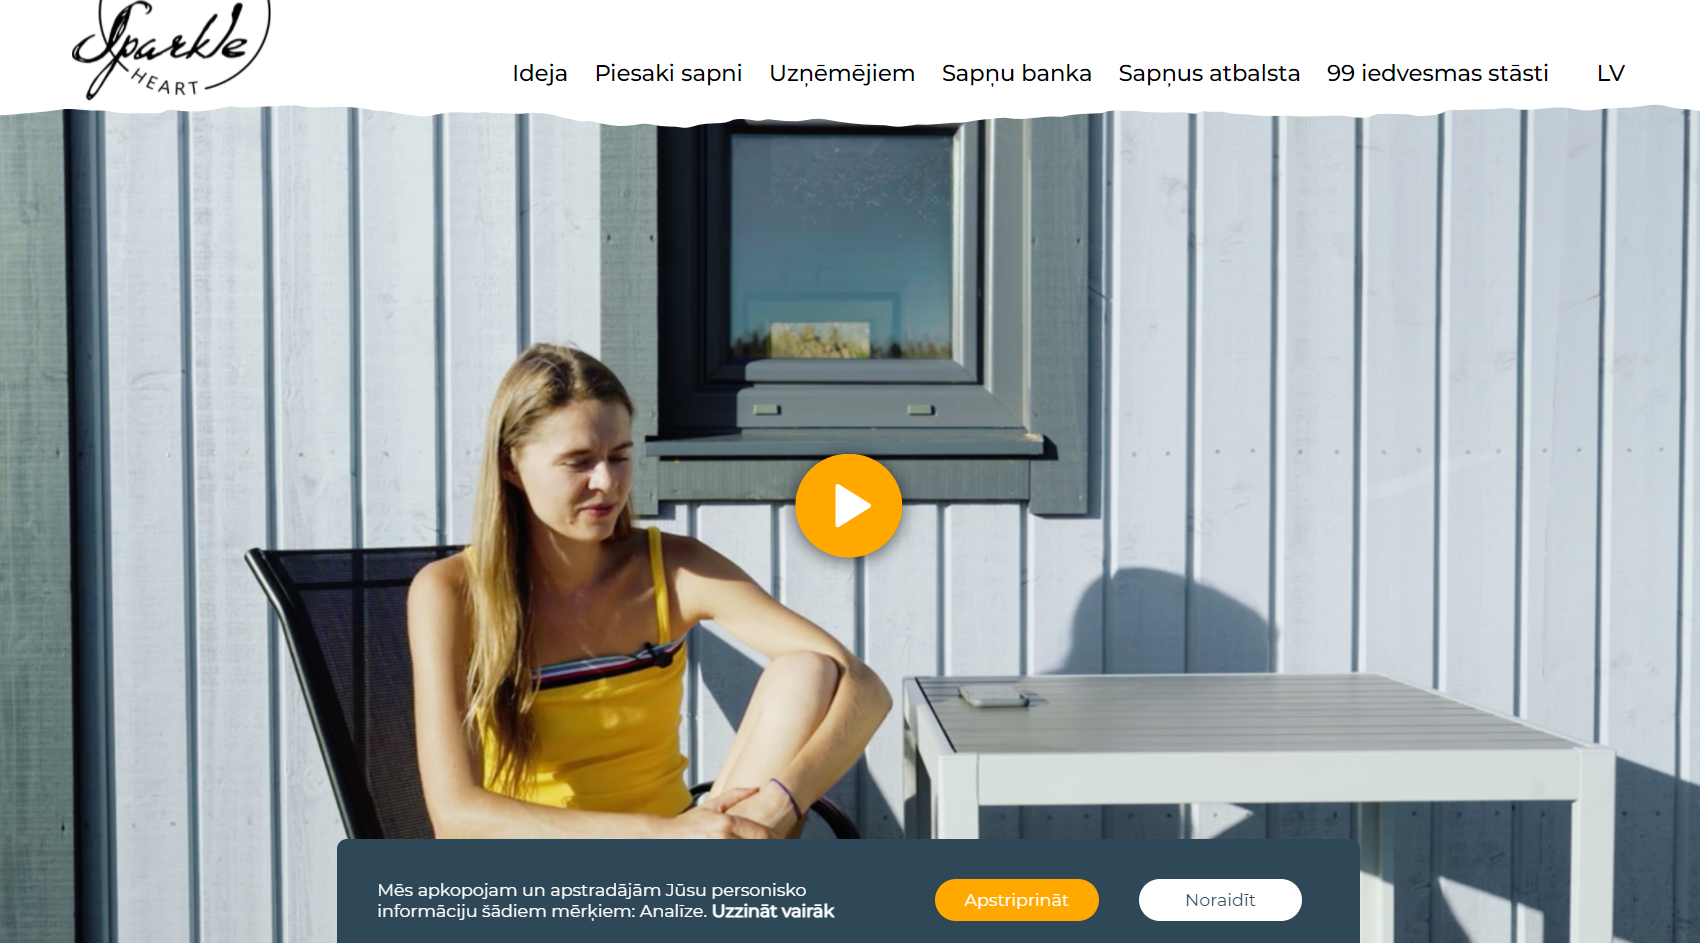 Sparkle
HEART
Ideja Piesaki sapni Uzņēmējiem Sapņu banka Sapņus atbalsta 99 iedvesmas stāsti LV
Mēs apkopojam un apstradājām Jūsu personisko
informāciju šādiem mērķiem: Analīze. Uzzināt vairāk
Apstriprināt Noraidīt